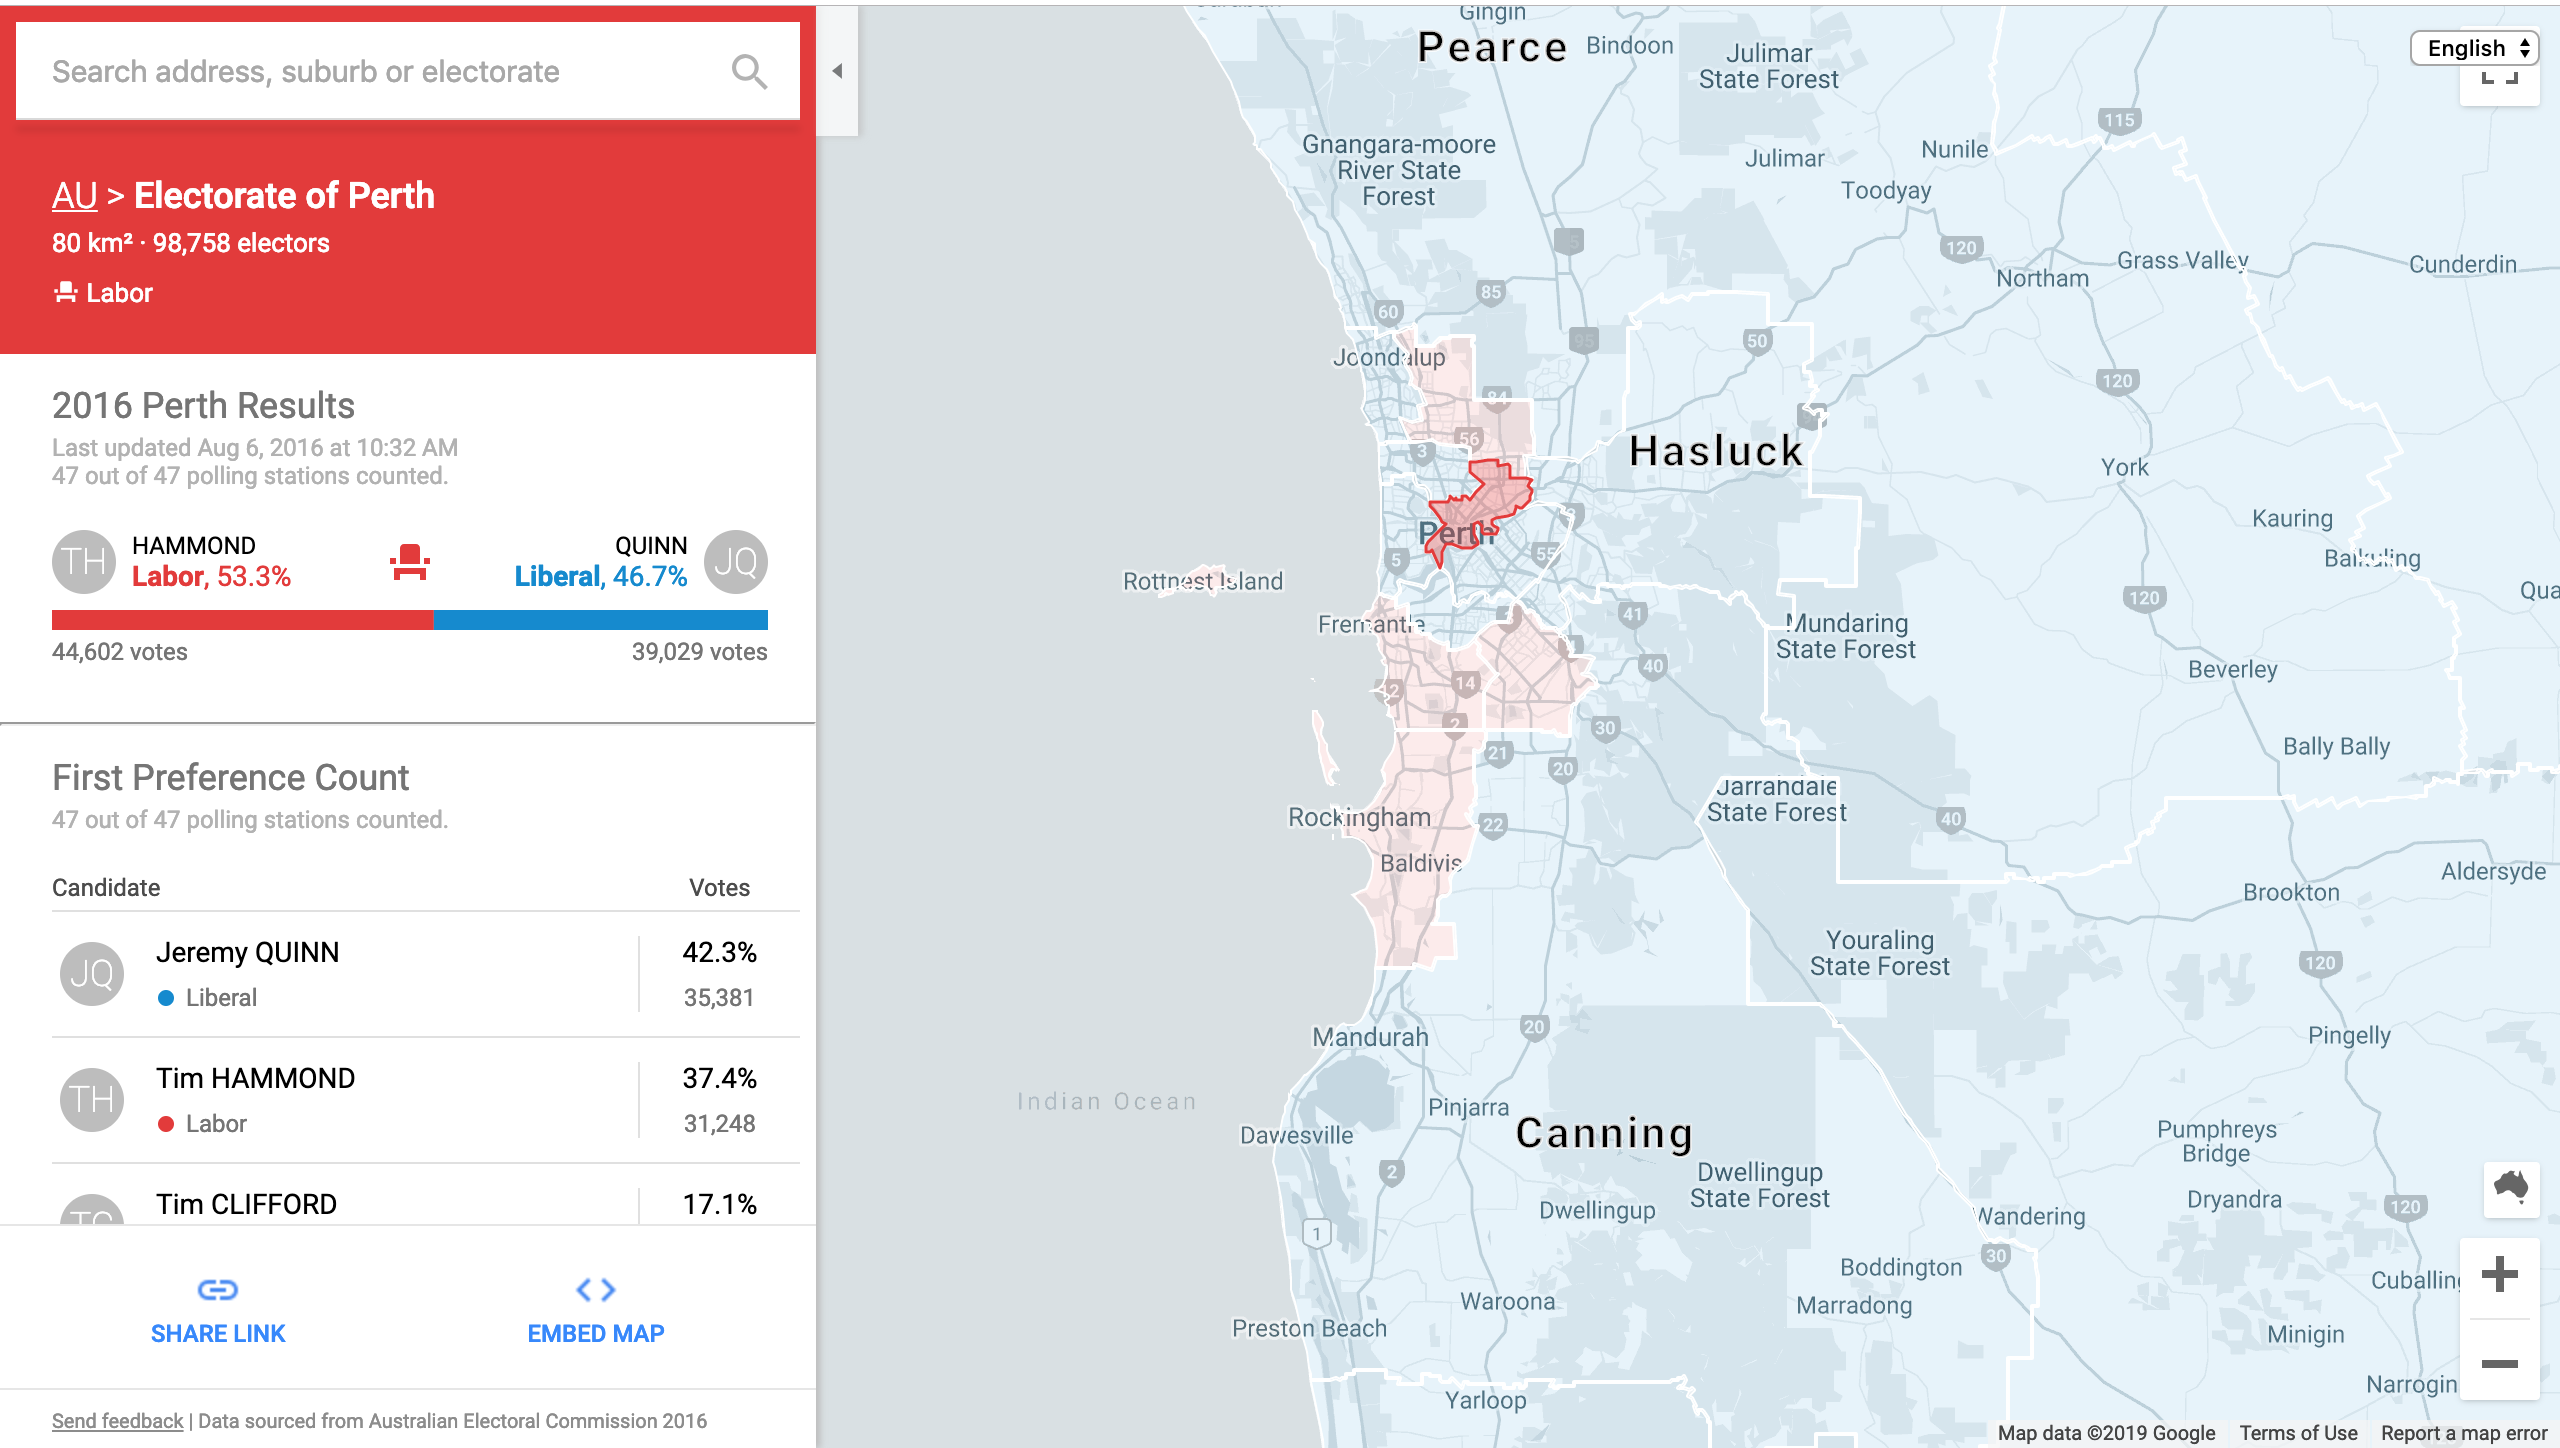 Search address, suburb or electorate
AU > Electorate of Perth
80 km² · 98,758 electors
Labor
2016 Perth Results
Last updated Aug 6, 2016 at 10:32 AM
47 out of 47 polling stations counted.
TH
HAMMOND
Labor, 53.3%
QUINN
Liberal, 46.7%
JQ
44,602 votes
39,029 votes
First Preference Count
47 out of 47 polling stations counted.
Candidate
Votes
JQ
Jeremy QUINN
42.3%
Liberal
35,381
TH
Tim HAMMOND
37.4%
Labor
31,248
Tim CLIFFORD
17.1%
SHARE LINK
EMBED MAP
Send feedback | Data sourced from Australian Electoral Commission 2016
Gingin
Pearce
Bindoon
Julimar
State Forest
English
115
Gnangara-moore
River State
Forest
Julimar
Nunile
Toodyay
120
Northam
Grass Valley
Cunderdin
85
60
95
50
Joondalup
84
120
56
3
Hasluck
York
Kauring
Perth
5
55
Balkuling
Rottnest Island
Qua
120
41
Fremantle
Mundaring
State Forest
40
Beverley
14
12
2
30
21
20
Bally Bally
Jarrahdale
State Forest
Rockingham
22
40
Baldivis
Aldersyde
Brookton
Youraling
State Forest
120
20
Mandurah
Pingelly
Indian Ocean
Pinjarra
Dawesville
Canning
Pumphreys
Bridge
2
Dwellingup
State Forest
Dwellingup
Dryandra
120
Wandering
1
30
Boddington
Cuballing
Waroona
Marradong
Preston Beach
Minigin
Yarloop
Narrogin
Map data ©2019 Google
Terms of Use
Report a map error